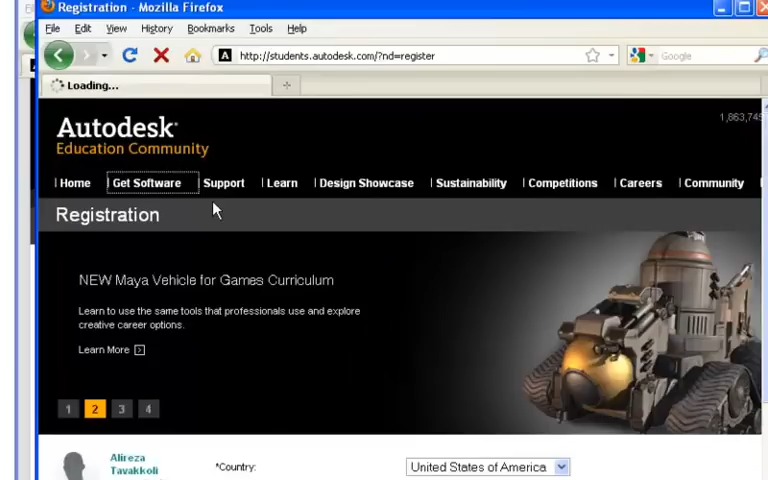 Registration - Mozilla Firefox
File Edit View History Bookmarks Tools Help
http://students.autodesk.com/?nd=register
Google
Loading...
1,863,745
Autodesk
Education Community
Home Get Software Support Learn Design Showcase Sustainability Competitions Careers Community
Registration
NEW Maya Vehicle for Games Curriculum
Learn to use the same tools that professionals use and explore
creative career options.
Learn More
1 2 3 4
Alireza
Tavakkoli
*Country:
United States of America